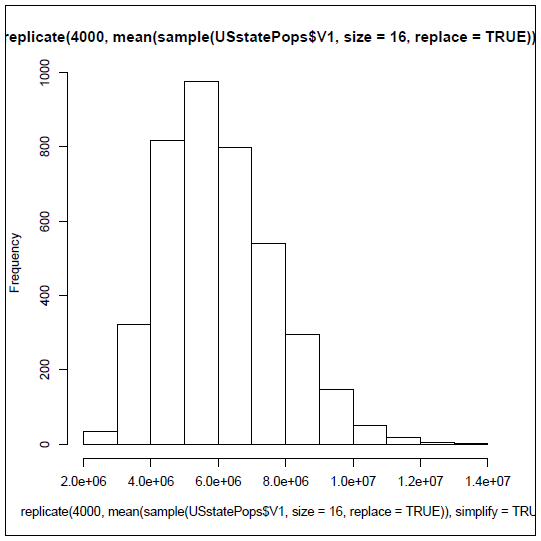 replicate(4000, mean(sample(USstatePops$V1, size = 16, replace = TRUE))
1000
800
600
400
200
0
Frequency
2.0e+06 4.0e+06 6.0e+06 8.0e+06 1.0e+07 1.2e+07 1.4e+07
replicate(4000, mean(sample(USstatePops$V1, size = 16, replace = TRUE)), simplify = TRU